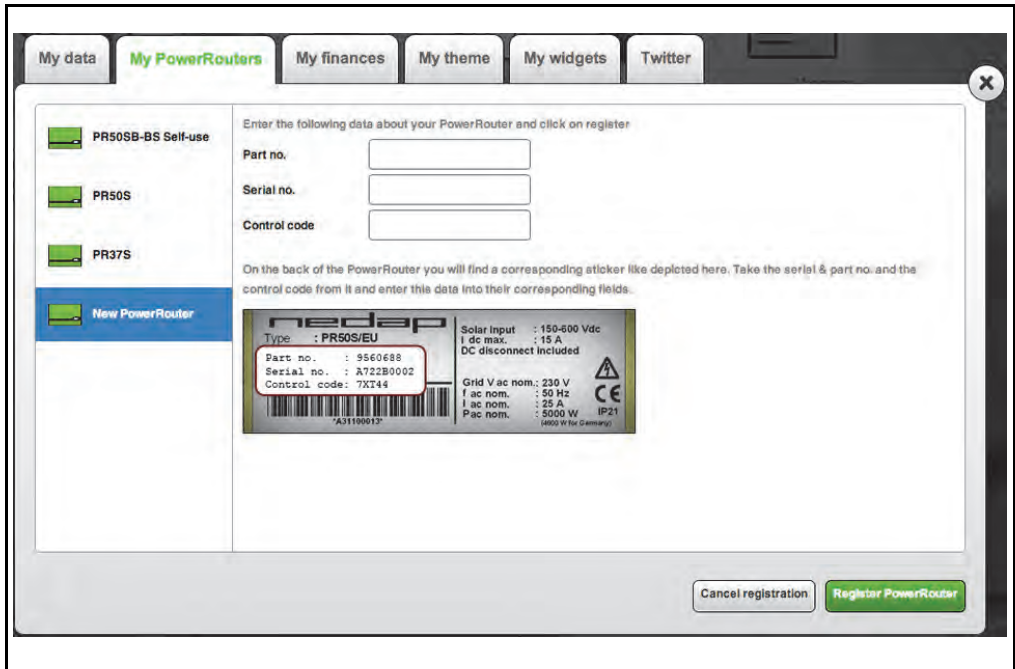 My data
My PowerRouters
My finances
My theme
My widgets
Twitter
PR50SB-BS Self-use
PR50S
PR37S
New PowerRouter
Enter the following data about your PowerRouter and click on register
Part no.
Serial no.
Control code
On the back of the PowerRouter you will find a corresponding sticker like depicted here. Take the serial & part no. and the
control code from it and enter this data into their corresponding fields.
nedap
Type : PR50S/EU
Part no. : 9560688
Serial no. : A722B0002
Control code: 7XT44
*A31100013*
Solar Input : 150-600 Vdc
I dc max. : 15 A
DC disconnect included
Grid V ac nom.: 230 V
f ac nom. : 50 Hz
I ac nom. : 25 A
Pac nom. : 5000 W
(4600 W for Germany)
CE
IP21
Cancel registration
Register PowerRouter